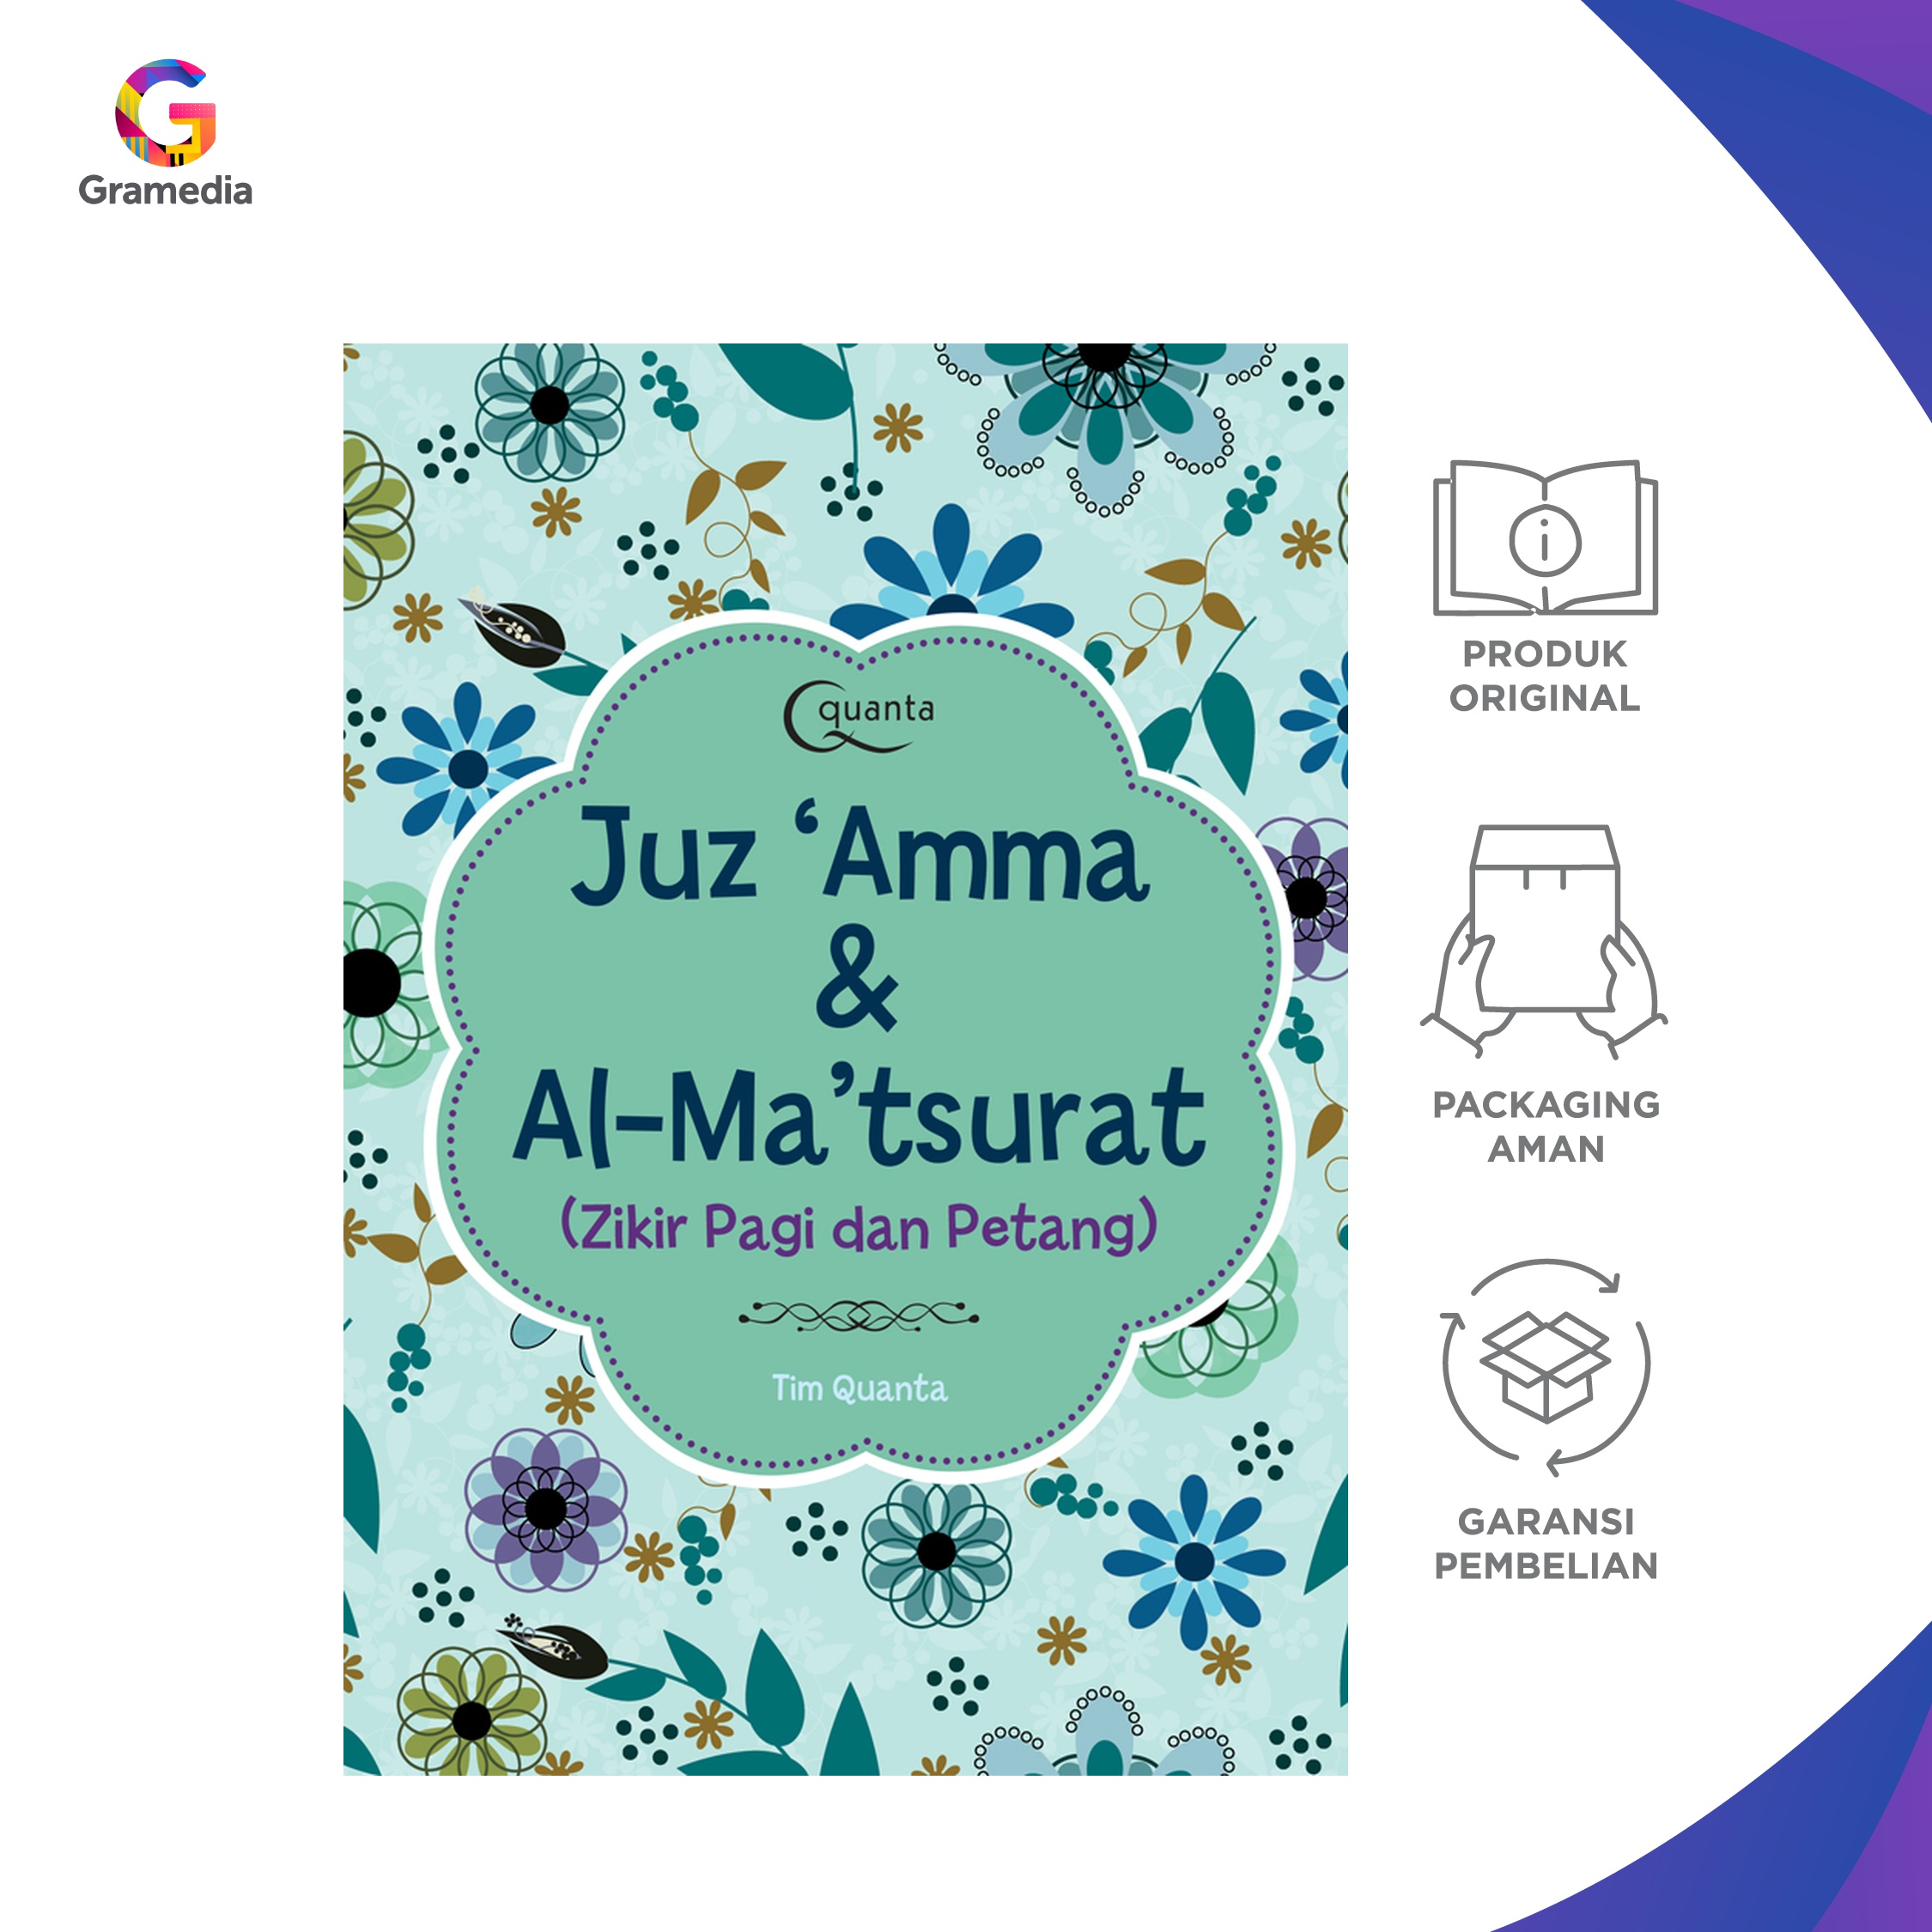 Gramedia
quanta
Juz ‘Amma
&
Al-Ma’tsurat
(Zikir Pagi dan Petang)
Tim Quanta
PRODUK
ORIGINAL
PACKAGING
AMAN
GARANSI
PEMBELIAN